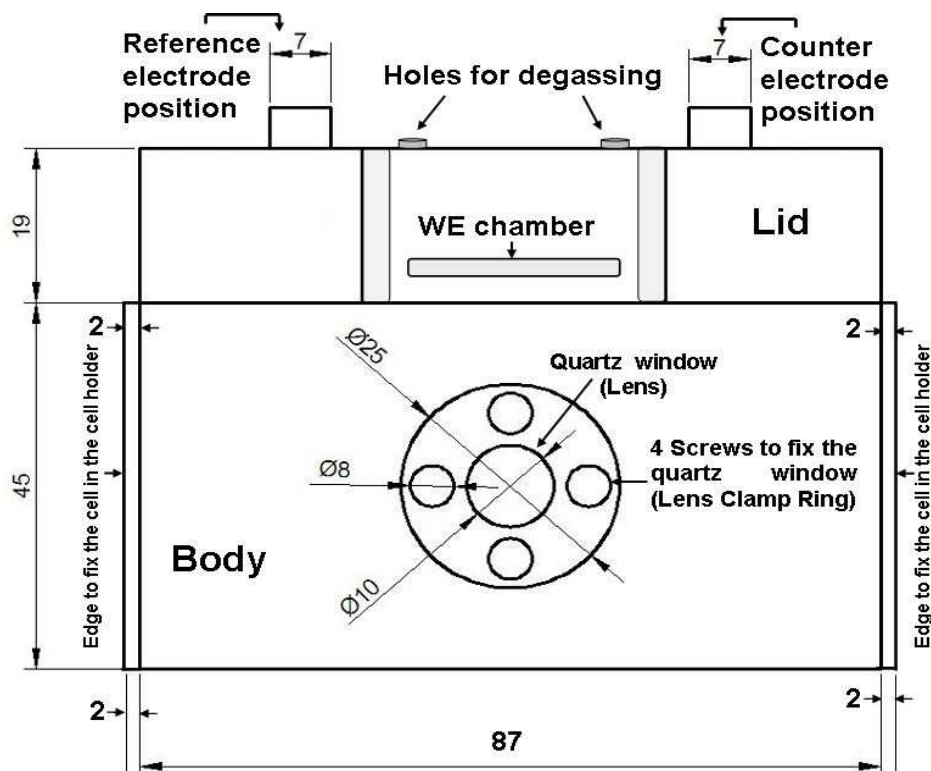 Reference
electrode
position
7
Holes for degassing
7
Counter
electrode
position
19
WE chamber
Lid
2
2
Ø25
Quartz window
(Lens)
Edge to fix the cell in the cell holder
45
Ø8
4 Screws to fix the
quartz window
(Lens Clamp Ring)
Edge to fix the cell in the cell holder
Body
Ø10
2
2
87